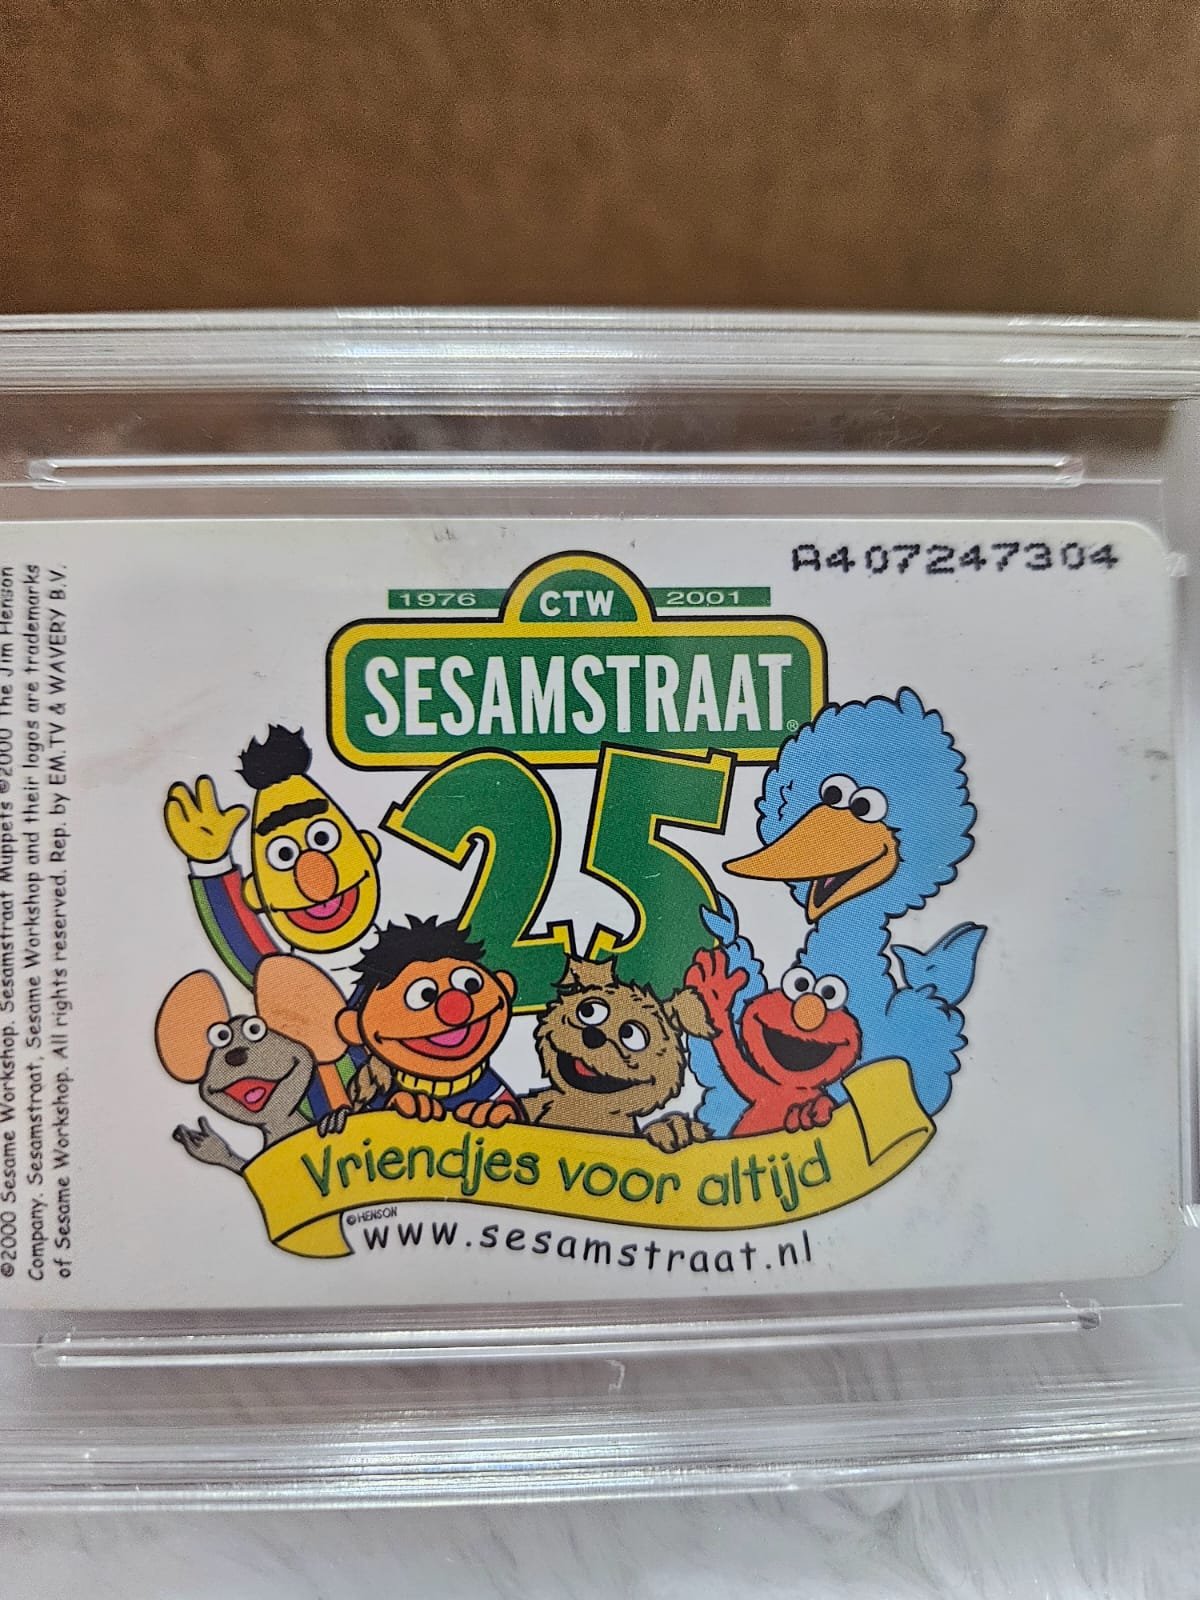 ©2000 Sesame Workshop. Sesamstraat Muppets ©2000 The Jim Henson
Company. Sesamstraat, Sesame Workshop and their logos are trademarks
of Sesame Workshop. All rights reserved. Rep. by EM.TV & WAVERY B.V.
A407247304
1976 CTW 2001
SESAMSTRAAT®
25
Vriendjes voor altijd
©HENSON
www.sesamstraat.nl